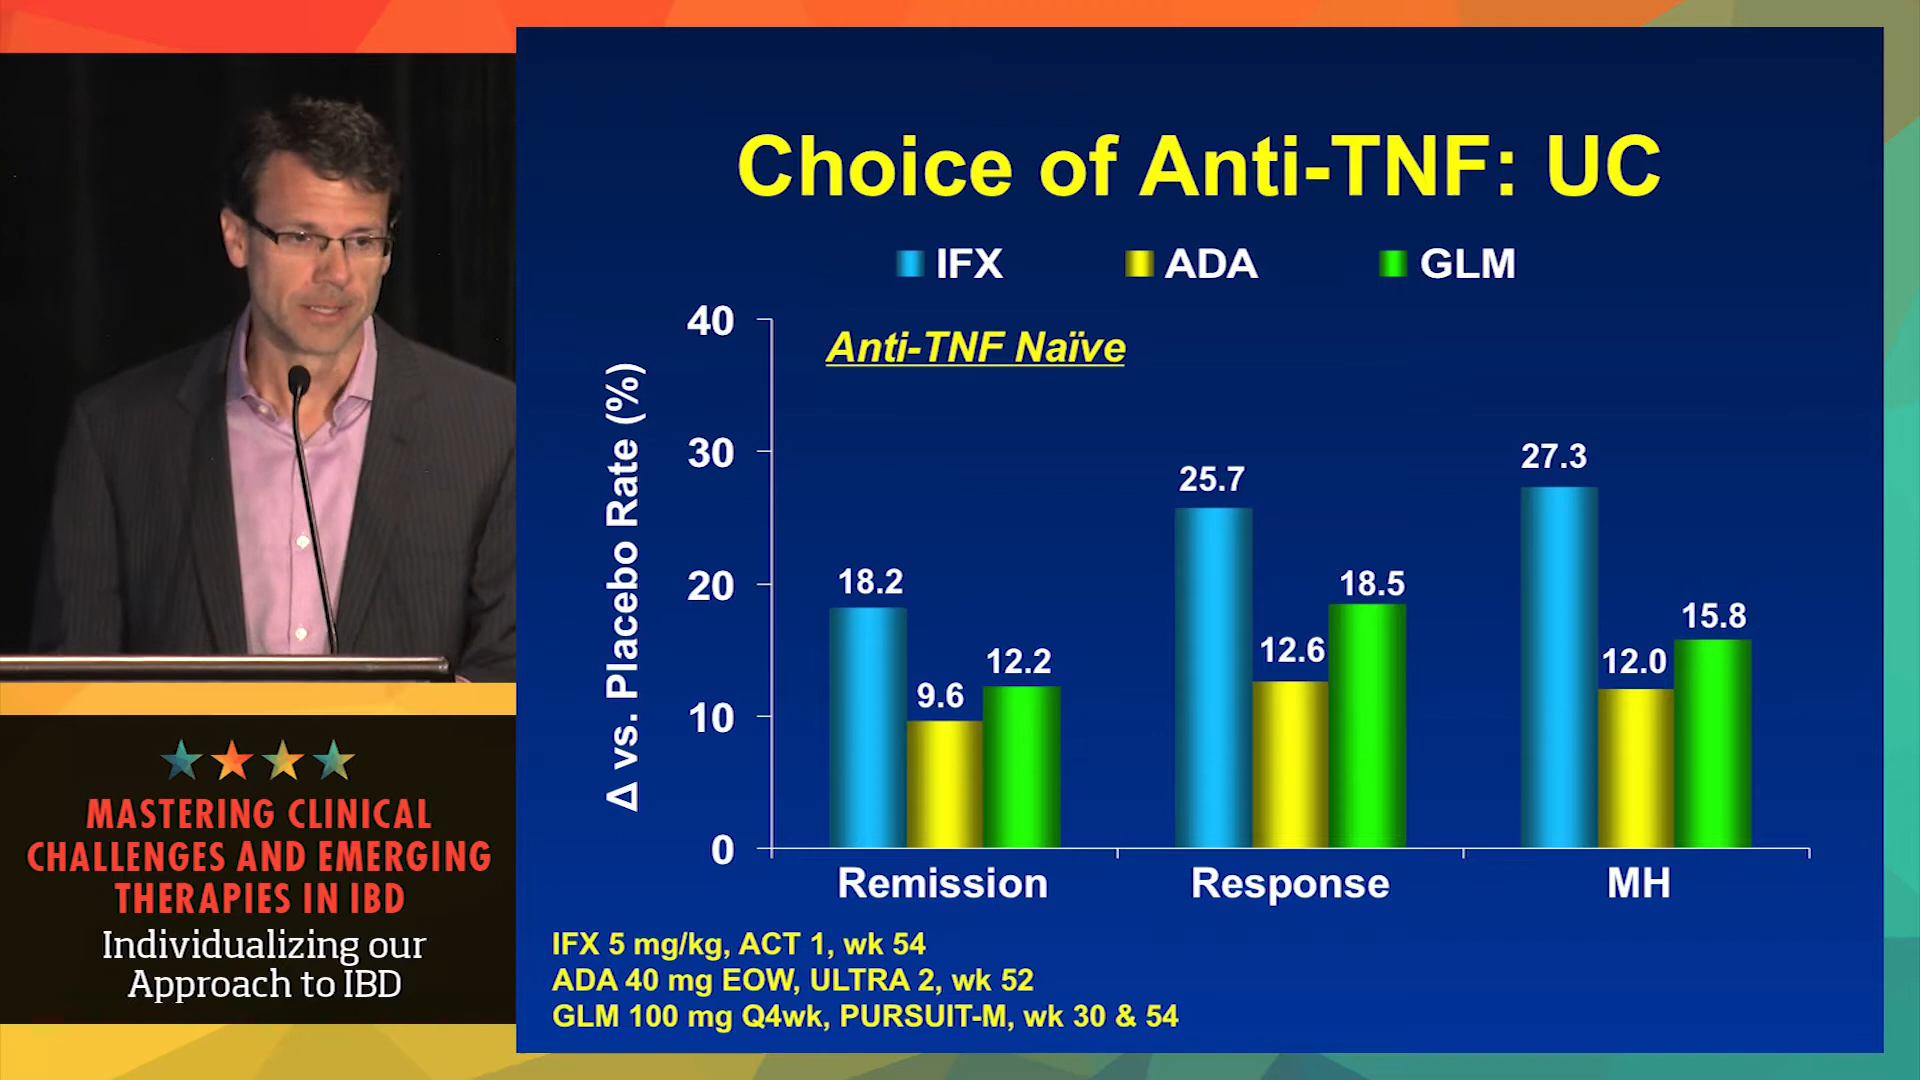 Choice of Anti-TNF: UC
IFX ADA GLM
Anti-TNF Naïve
Δ vs. Placebo Rate (%)
40
30
20
10
0
18.2
9.6
12.2
25.7
12.6
18.5
27.3
12.0
15.8
Remission Response MH
IFX 5 mg/kg, ACT 1, wk 54
ADA 40 mg EOW, ULTRA 2, wk 52
GLM 100 mg Q4wk, PURSUIT-M, wk 30 & 54
MASTERING CLINICAL
CHALLENGES AND EMERGING
THERAPIES IN IBD
Individualizing our
Approach to IBD